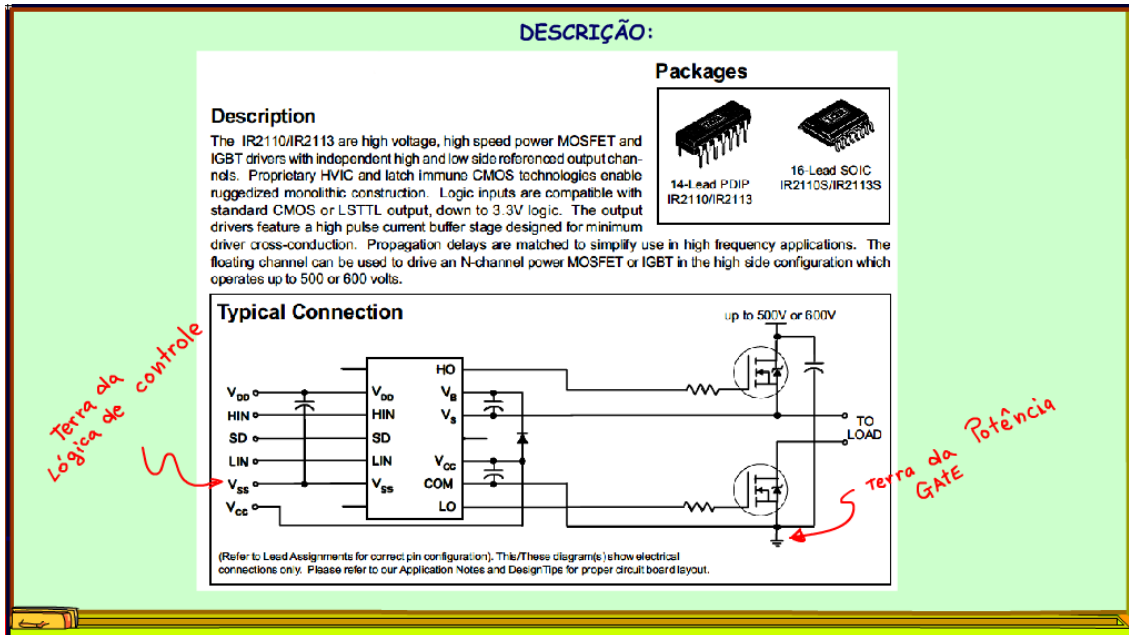 DESCRIÇÃO:
Packages
14-Lead PDIP
IR2110/IR2113
16-Lead SOIC
IR2110S/IR2113S
Description
The IR2110/IR2113 are high voltage, high speed power MOSFET and
IGBT drivers with independent high and low side referenced output chan-
nels. Proprietary HVIC and latch immune CMOS technologies enable
ruggedized monolithic construction. Logic inputs are compatible with
standard CMOS or LSTTL output, down to 3.3V logic. The output
drivers feature a high pulse current buffer stage designed for minimum
driver cross-conduction. Propagation delays are matched to simplify use in high frequency applications. The
floating channel can be used to drive an N-channel power MOSFET or IGBT in the high side configuration which
operates up to 500 or 600 volts.
Typical Connection
up to 500V or 600V
HO
VDD VDD VB
HIN HIN VS
SD SD
LIN LIN VCC
VSS VSS COM
VCC LO
TO
LOAD
Terra da
Lógica de controle
Terra da Potência
GATE
(Refer to Lead Assignments for correct pin configuration). This/These diagram(s) show electrical
connections only. Please refer to our Application Notes and DesignTips for proper circuit board layout.